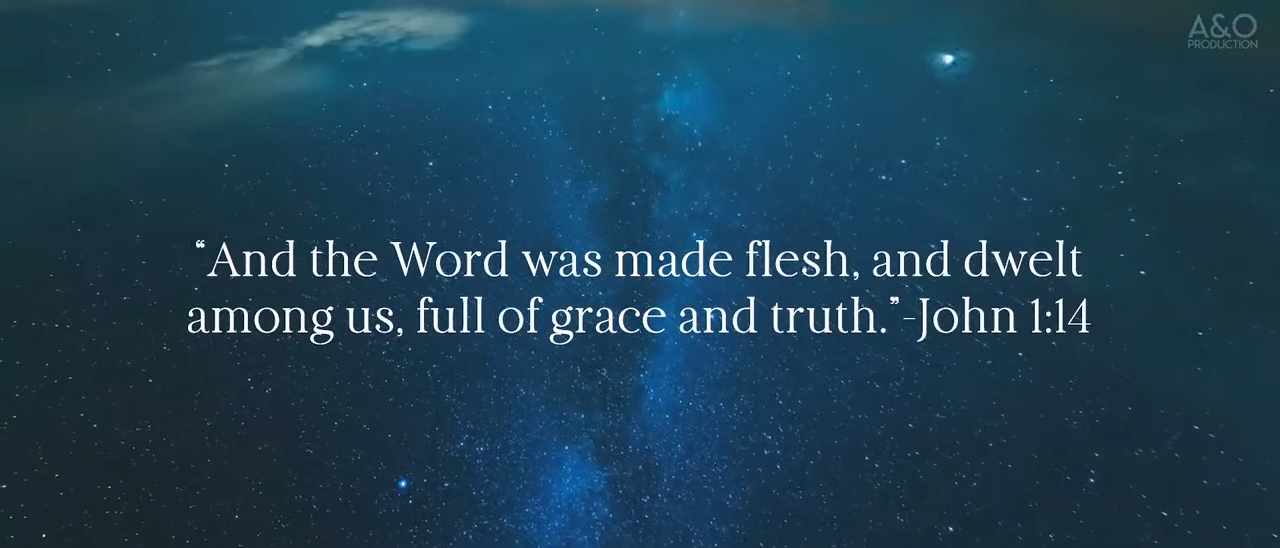 A&O
PRODUCTION
“And the Word was made flesh, and dwelt
among us, full of grace and truth.”-John 1:14